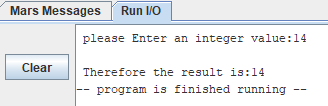 Mars Messages Run I/O
please Enter an integer value:14
Clear
Therefore the result is:14
-- program is finished running --